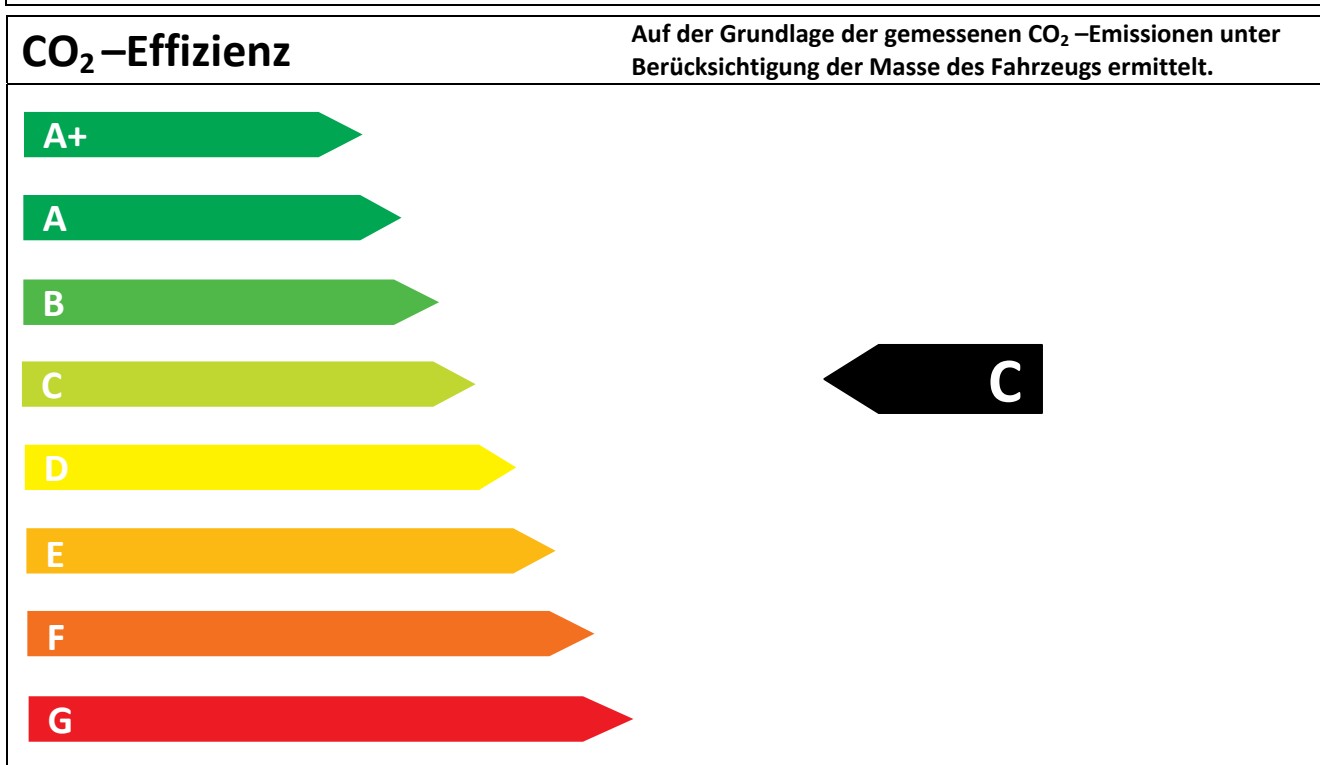 CO₂ –Effizienz
Auf der Grundlage der gemessenen CO₂ –Emissionen unter
Berücksichtigung der Masse des Fahrzeugs ermittelt.
A+
A
B
C
C
D
E
F
G